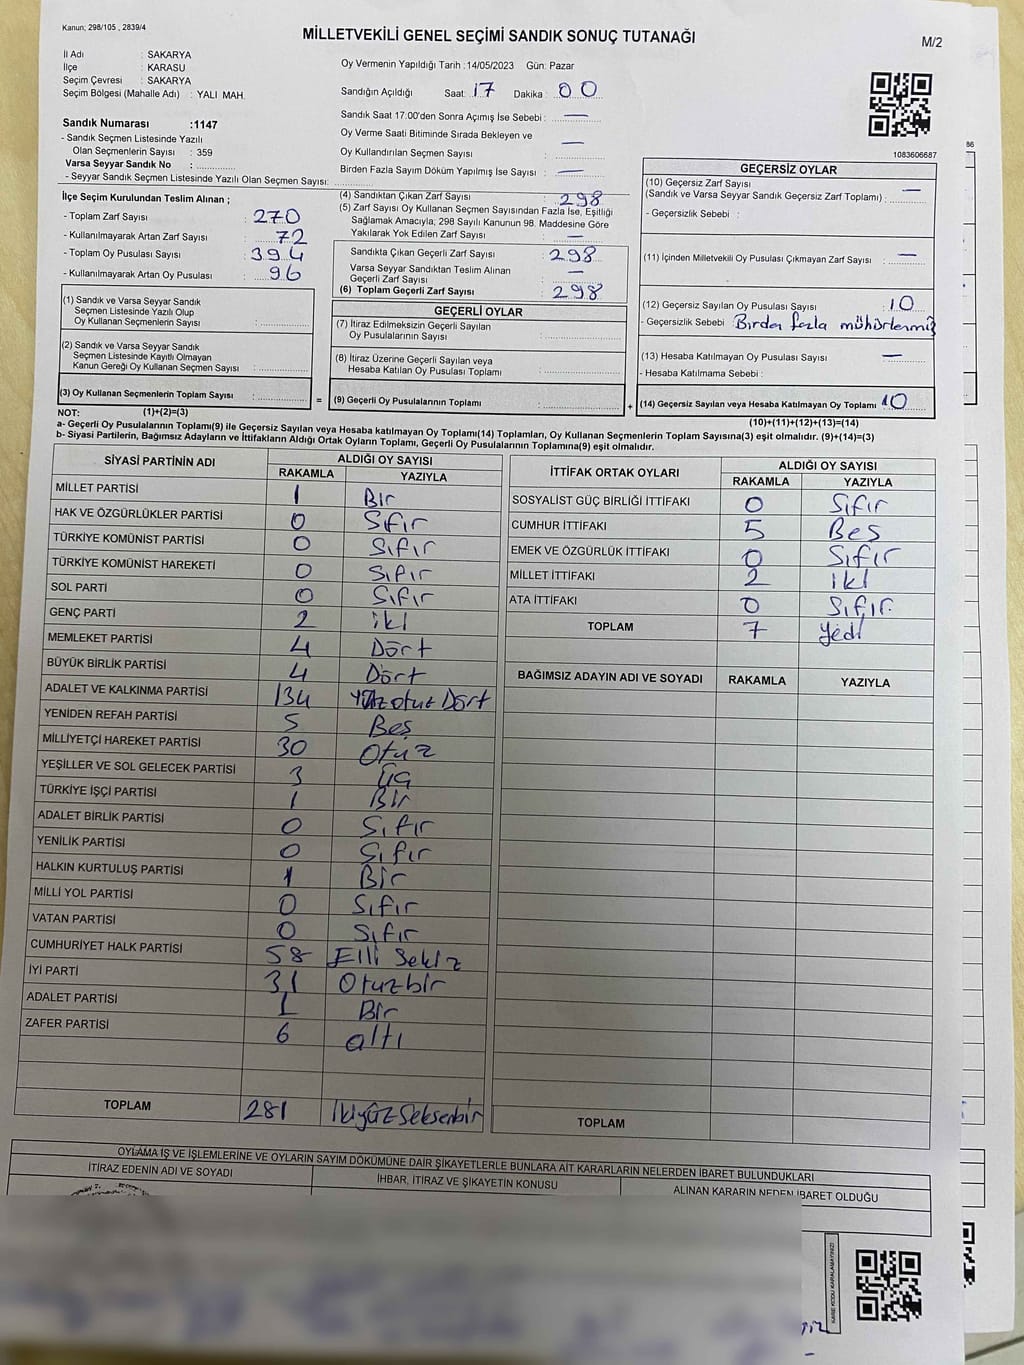 Kanun; 298/105 , 2839/4
MİLLETVEKİLİ GENEL SEÇİMİ SANDIK SONUÇ TUTANAĞI
M/2
İl Adı : SAKARYA
İlçe : KARASU
Seçim Çevresi : SAKARYA
Seçim Bölgesi (Mahalle Adı) : YALI MAH.
Oy Vermenin Yapıldığı Tarih :14/05/2023 Gün: Pazar
Sandığın Açıldığı Saat: 17 Dakika : 00
Sandık Saat 17:00'den Sonra Açımış İse Sebebi : —
Oy Verme Saati Bitiminde Sırada Bekleyen ve
Oy Kullandırılan Seçmen Sayısı : —
Birden Fazla Sayım Döküm Yapılmış İse Sayısı : —
Sandık Numarası :1147
- Sandık Seçmen Listesinde Yazılı
Olan Seçmenlerin Sayısı : 359
Varsa Seyyar Sandık No :
- Seyyar Sandık Seçmen Listesinde Yazılı Olan Seçmen Sayısı:
1083606687
86
İlçe Seçim Kurulundan Teslim Alınan ;
- Toplam Zarf Sayısı : 270
- Kullanılmayarak Artan Zarf Sayısı : 72
- Toplam Oy Pusulası Sayısı : 394
- Kullanılmayarak Artan Oy Pusulası : 96
(4) Sandıktan Çıkan Zarf Sayısı : 298
(5) Zarf Sayısı Oy Kullanan Seçmen Sayısından Fazla İse, Eşitliği
Sağlamak Amacıyla; 298 Sayılı Kanunun 98. Maddesine Göre
Yakılarak Yok Edilen Zarf Sayısı : —
Sandıkta Çıkan Geçerli Zarf Sayısı : 298
Varsa Seyyar Sandıktan Teslim Alınan
Geçerli Zarf Sayısı : —
(6) Toplam Geçerli Zarf Sayısı : 298
GEÇERSİZ OYLAR
(10) Geçersiz Zarf Sayısı
(Sandık ve Varsa Seyyar Sandık Geçersiz Zarf Toplamı) : —
- Geçersizlik Sebebi :
(11) İçinden Milletvekili Oy Pusulası Çıkmayan Zarf Sayısı : —
(12) Geçersiz Sayılan Oy Pusulası Sayısı : 10
- Geçersizlik Sebebi : Birden fazla mühürlenmiş
(13) Hesaba Katılmayan Oy Pusulası Sayısı : —
- Hesaba Katılmama Sebebi :
(14) Geçersiz Sayılan veya Hesaba Katılmayan Oy Toplamı : 10
(1) Sandık ve Varsa Seyyar Sandık
Seçmen Listesinde Yazılı Olup
Oy Kullanan Seçmenlerin Sayısı :
(2) Sandık ve Varsa Seyyar Sandık
Seçmen Listesinde Kayıtlı Olmayan
Kanun Gereği Oy Kullanan Seçmen Sayısı :
(3) Oy Kullanan Seçmenlerin Toplam Sayısı :
=
GEÇERLİ OYLAR
(7) İtiraz Edilmeksizin Geçerli Sayılan
Oy Pusulalarının Sayısı :
(8) İtiraz Üzerine Geçerli Sayılan veya
Hesaba Katılan Oy Pusulası Toplamı :
(9) Geçerli Oy Pusulalarının Toplamı :
+
NOT: (1)+(2)=(3)
(10)+(11)+(12)+(13)=(14)
a- Geçerli Oy Pusulalarının Toplamı(9) ile Geçersiz Sayılan veya Hesaba katılmayan Oy Toplam(14) Toplamları, Oy Kullanan Seçmenlerin Toplam Sayısına(3) eşit olmalıdır. (9)+(14)=(3)
b- Siyasi Partilerin, Bağımsız Adayların ve İttifakların Aldığı Ortak Oyların Toplamı, Geçerli Oy Pusulalarının Toplamına(9) eşit olmalıdır.
SİYASİ PARTİNİN ADI ALDIĞI OY SAYISI
RAKAMLA YAZIYLA
MİLLET PARTİSİ 1 Bir
HAK VE ÖZGÜRLÜKLER PARTİSİ 0 Sıfır
TÜRKİYE KOMÜNİST PARTİSİ 0 Sıfır
TÜRKİYE KOMÜNİST HAREKETİ 0 Sıfır
SOL PARTİ 0 Sıfır
GENÇ PARTİ 2 iki
MEMLEKET PARTİSİ 4 Dört
BÜYÜK BİRLİK PARTİSİ 4 Dört
ADALET VE KALKINMA PARTİSİ 134 Yüz otuz Dört
YENİDEN REFAH PARTİSİ 5 Beş
MİLLİYETÇİ HAREKET PARTİSİ 30 Otuz
YEŞİLLER VE SOL GELECEK PARTİSİ 3 Üç
TÜRKİYE İŞÇİ PARTİSİ 1 Bir
ADALET BİRLİK PARTİSİ 0 Sıfır
YENİLİK PARTİSİ 0 Sıfır
HALKIN KURTULUŞ PARTİSİ 1 Bir
MİLLİ YOL PARTİSİ 0 Sıfır
VATAN PARTİSİ 0 Sıfır
CUMHURİYET HALK PARTİSİ 58 Elli Sekiz
İYİ PARTİ 31 Otuzbir
ADALET PARTİSİ 1 Bir
ZAFER PARTİSİ 6 altı
TOPLAM 281 İkiyüzSeksenbir
İTTİFAK ORTAK OYLARI ALDIĞI OY SAYISI
RAKAMLA YAZIYLA
SOSYALİST GÜÇ BİRLİĞİ İTTİFAKI 0 Sıfır
CUMHUR İTTİFAKI 5 Beş
EMEK VE ÖZGÜRLÜK İTTİFAKI 0 Sıfır
MİLLET İTTİFAKI 2 iki
ATA İTTİFAKI 0 Sıfır
TOPLAM 7 Yedi
BAĞIMSIZ ADAYIN ADI VE SOYADI RAKAMLA YAZIYLA
TOPLAM
OYLAMA İŞ VE İŞLEMLERİNE VE OYLARIN SAYIM DÖKÜMÜNE DAİR ŞİKAYETLERLE BUNLARA AİT KARARLARIN NELERDEN İBARET BULUNDUKLARI
İTİRAZ EDENİN ADI VE SOYADI İHBAR, İTİRAZ VE ŞİKAYETİN KONUSU ALINAN KARARIN NEDEN İBARET OLDUĞU
KARE KODU KARALAMAYINIZ!